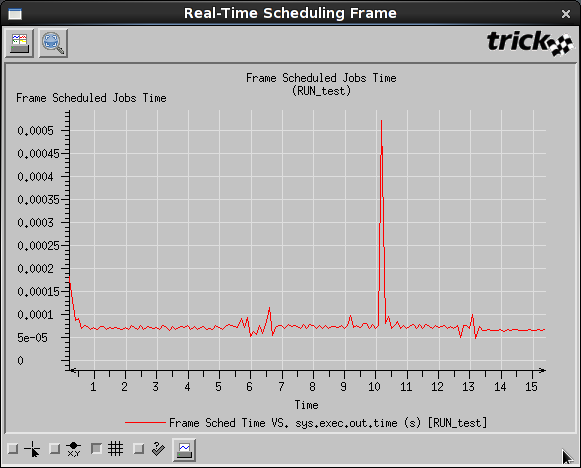 Real-Time Scheduling Frame
trick
Frame Scheduled Jobs Time
(RUN_test)
Frame Scheduled Jobs Time
0.0005
0.00045
0.0004
0.00035
0.0003
0.00025
0.0002
0.00015
0.0001
5e-05
0
1 2 3 4 5 6 7 8 9 10 11 12 13 14 15
Time
Frame Sched Time VS. sys.exec.out.time (s) [RUN_test]
X,Y